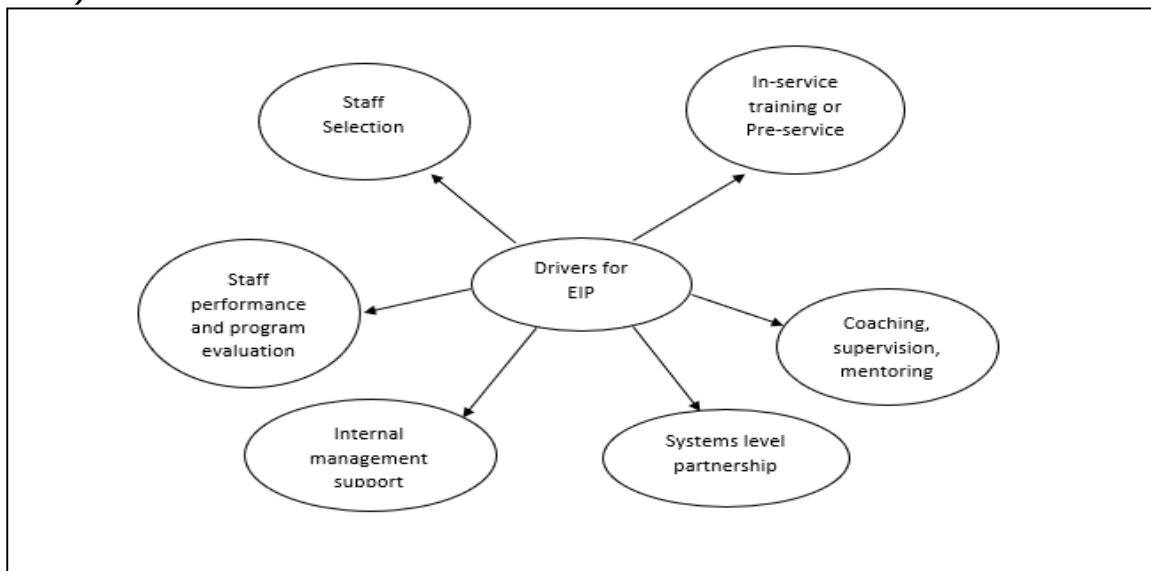 Staff
Selection
In-service
training or
Pre-service
Drivers for
EIP
Staff
performance
and program
evaluation
Coaching,
supervision,
mentoring
Internal
management
support
Systems level
partnership